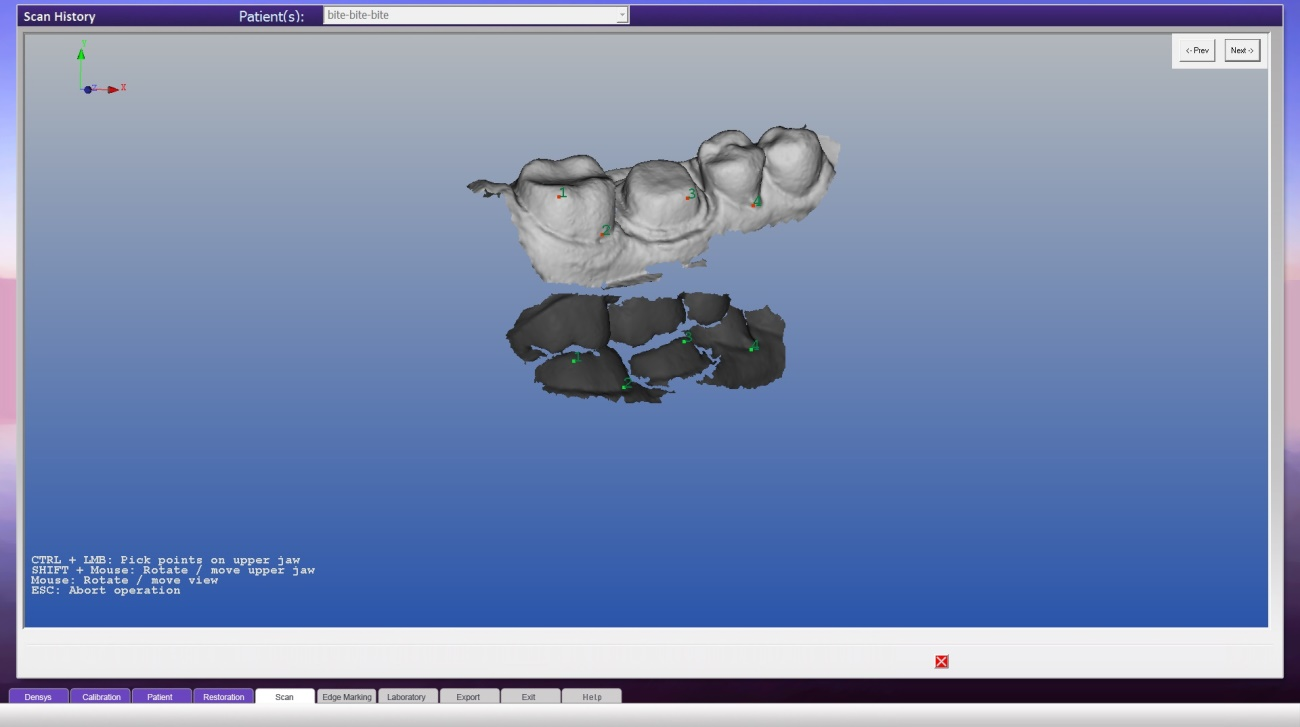 Scan History
Patient(s):
bite-bite-bite
<- Prev
Next ->
Y
Z
X
1
3
4
2
1
3
4
2
CTRL + LMB: Pick points on upper jaw
SHIFT + Mouse: Rotate / move upper jaw
Mouse: Rotate / move view
ESC: Abort operation
Densys
Calibration
Patient
Restoration
Scan
Edge Marking
Laboratory
Export
Exit
Help